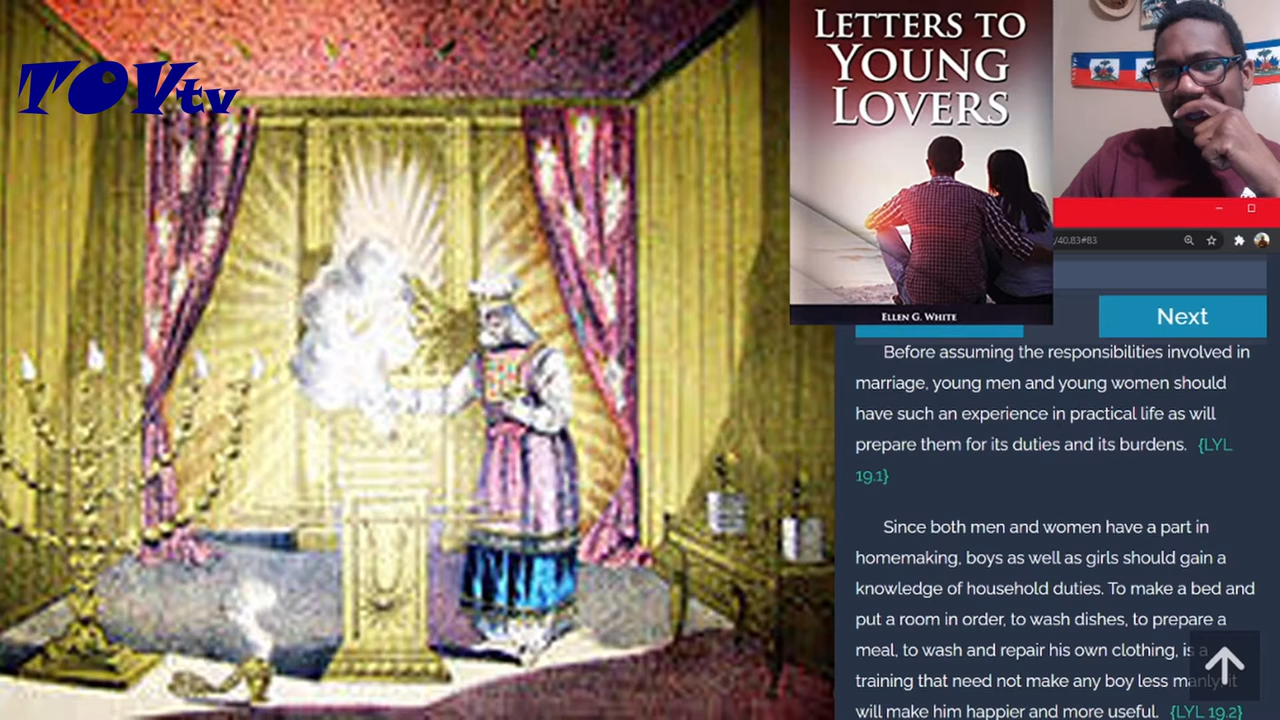 TOVtv
LETTERS TO
YOUNG
LOVERS
ELLEN G. WHITE
/40.83#83
Next
Before assuming the responsibilities involved in
marriage, young men and young women should
have such an experience in practical life as will
prepare them for its duties and its burdens. {LYL
19.1}
Since both men and women have a part in
homemaking, boys as well as girls should gain a
knowledge of household duties. To make a bed and
put a room in order, to wash dishes, to prepare a
meal, to wash and repair his own clothing, is a
training that need not make any boy less manly; it
will make him happier and more useful. {LYL 19.2}